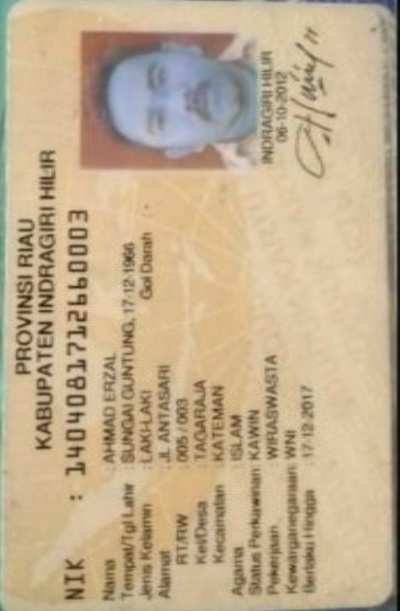 PROVINSI RIAU
KABUPATEN INDRAGIRI HILIR
NIK : 1404081712660003
Nama : AHMAD ERZAL
Tempat/Tgl Lahir : SUNGAI GUNTUNG, 17-12-1966
Jenis Kelamin : LAKI-LAKI Gol Darah : -
Alamat : JL ANTASARI
RT/RW : 005 / 003
Kel/Desa : TAGARAJA
Kecamatan : KATEMAN
Agama : ISLAM
Status Perkawinan: KAWIN
Pekerjaan : WIRASWASTA
Kewarganegaraan: WNI
Berlaku Hingga : 17-12-2017
INDRAGIRI HILIR
06-10-2012